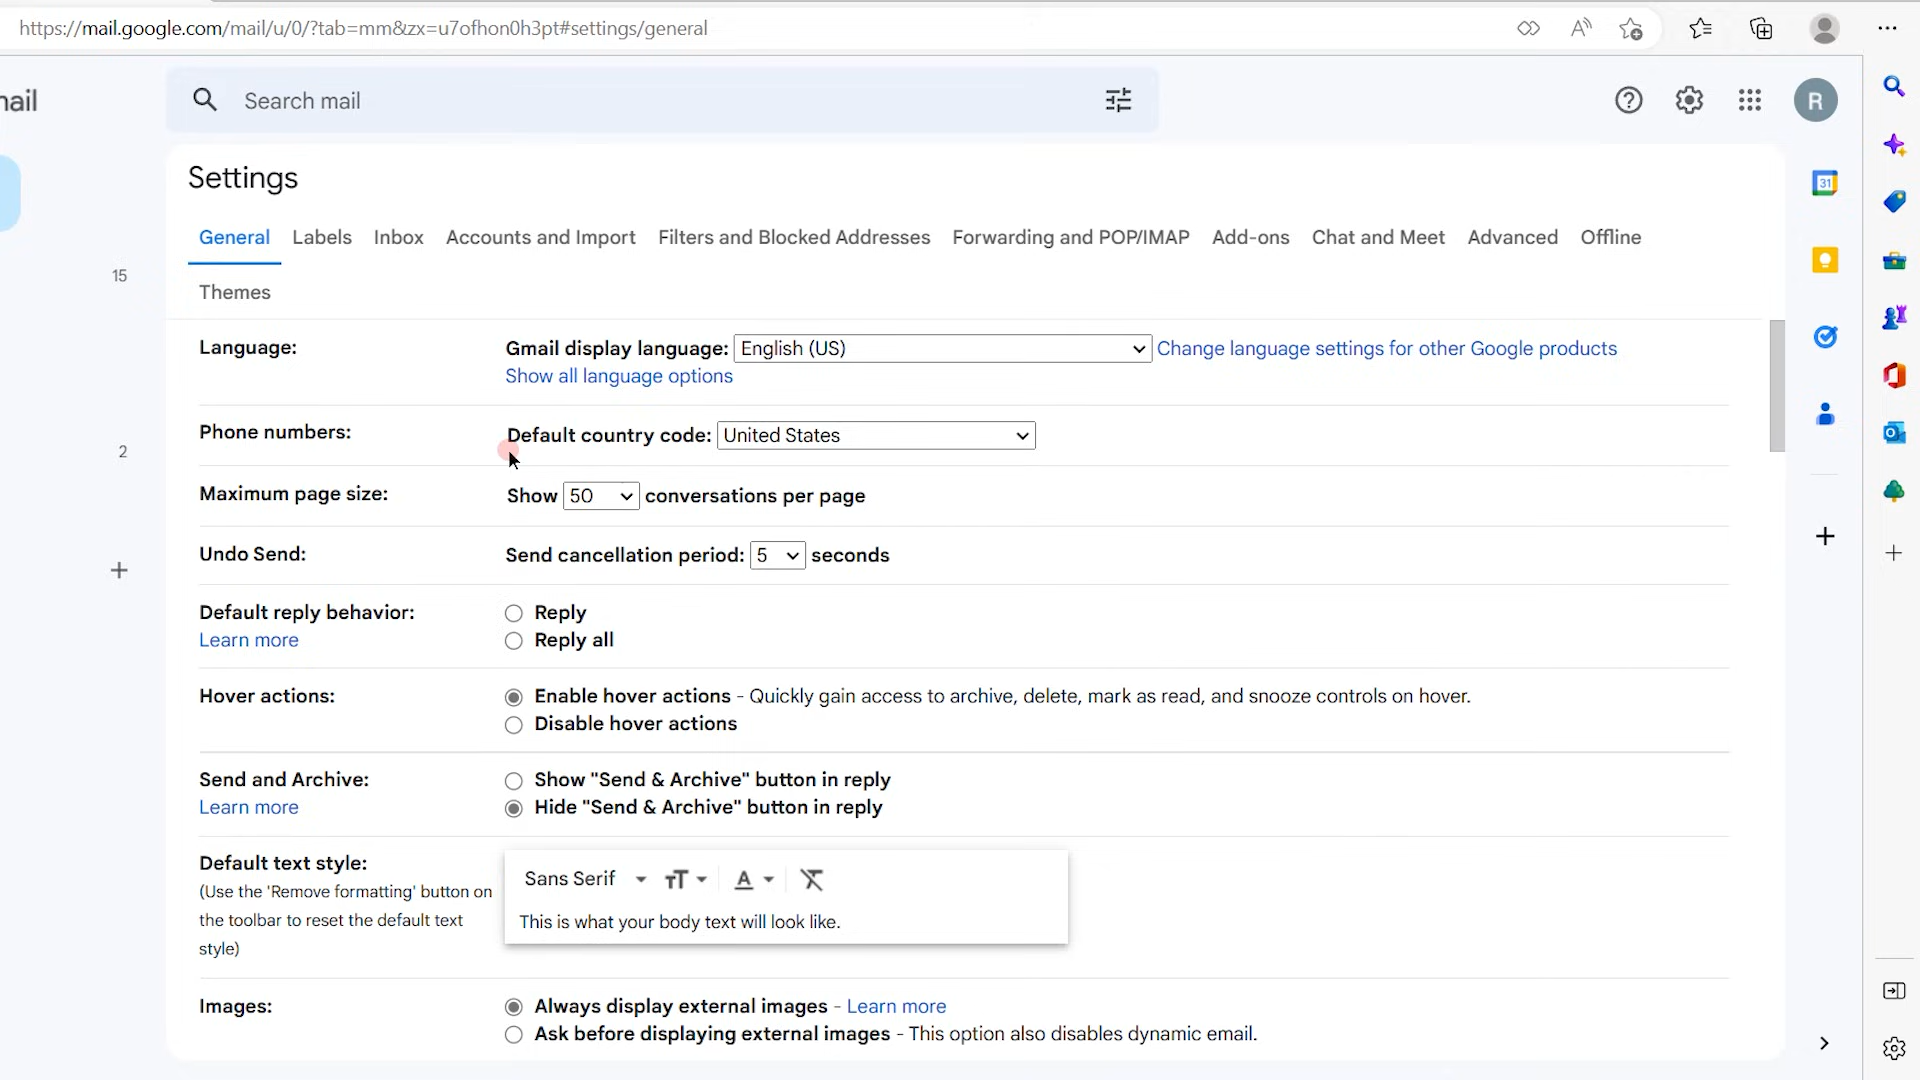 https://mail.google.com/mail/u/0/?tab=mm&zx=u7ofhon0h3pt#settings/general
nail
Search mail
R
Settings
General Labels Inbox Accounts and Import Filters and Blocked Addresses Forwarding and POP/IMAP Add-ons Chat and Meet Advanced Offline
Themes
15
31
Language:
Gmail display language: English (US) Change language settings for other Google products
Show all language options
Phone numbers:
Default country code: United States
2
Maximum page size:
Show 50 conversations per page
Undo Send:
Send cancellation period: 5 seconds
Default reply behavior:
Learn more
Reply
Reply all
Hover actions:
Enable hover actions - Quickly gain access to archive, delete, mark as read, and snooze controls on hover.
Disable hover actions
Send and Archive:
Learn more
Show "Send & Archive" button in reply
Hide "Send & Archive" button in reply
Default text style:
(Use the 'Remove formatting' button on
the toolbar to reset the default text
style)
Sans Serif
This is what your body text will look like.
Images:
Always display external images - Learn more
Ask before displaying external images - This option also disables dynamic email.